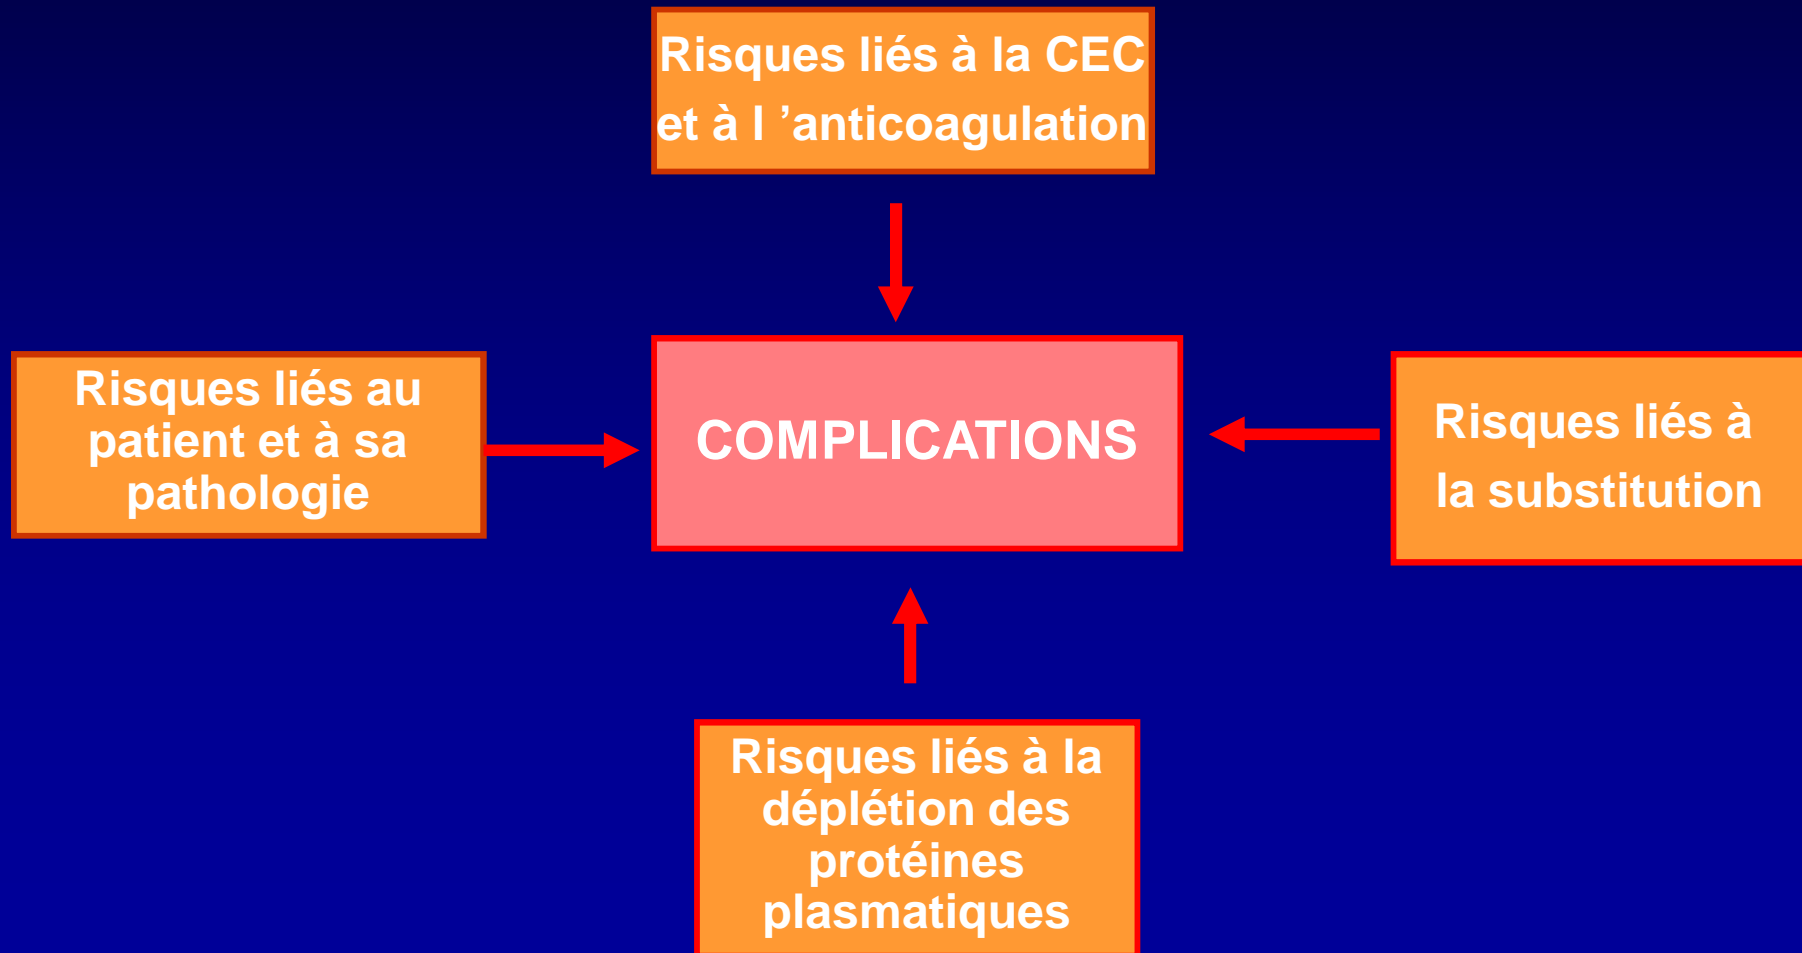 Risques liés à la CEC
et à l ’anticoagulation
Risques liés au
patient et à sa
pathologie
COMPLICATIONS
Risques liés à
la substitution
Risques liés à la
déplétion des
protéines
plasmatiques